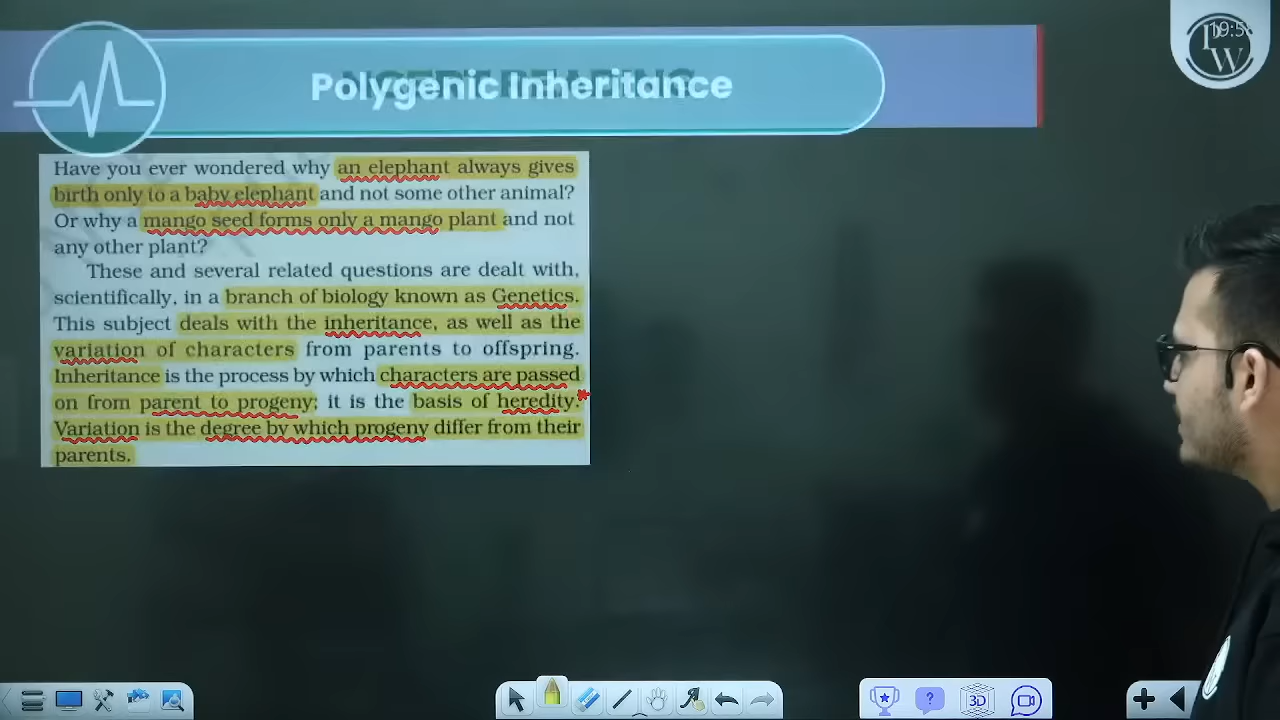 Polygenic Inheritance
Have you ever wondered why an elephant always gives
birth only to a baby elephant and not some other animal?
Or why a mango seed forms only a mango plant and not
any other plant?
These and several related questions are dealt with,
scientifically, in a branch of biology known as Genetics.
This subject deals with the inheritance, as well as the
variation of characters from parents to offspring.
Inheritance is the process by which characters are passed
on from parent to progeny; it is the basis of heredity.
Variation is the degree by which progeny differ from their
parents.
W
?
3D